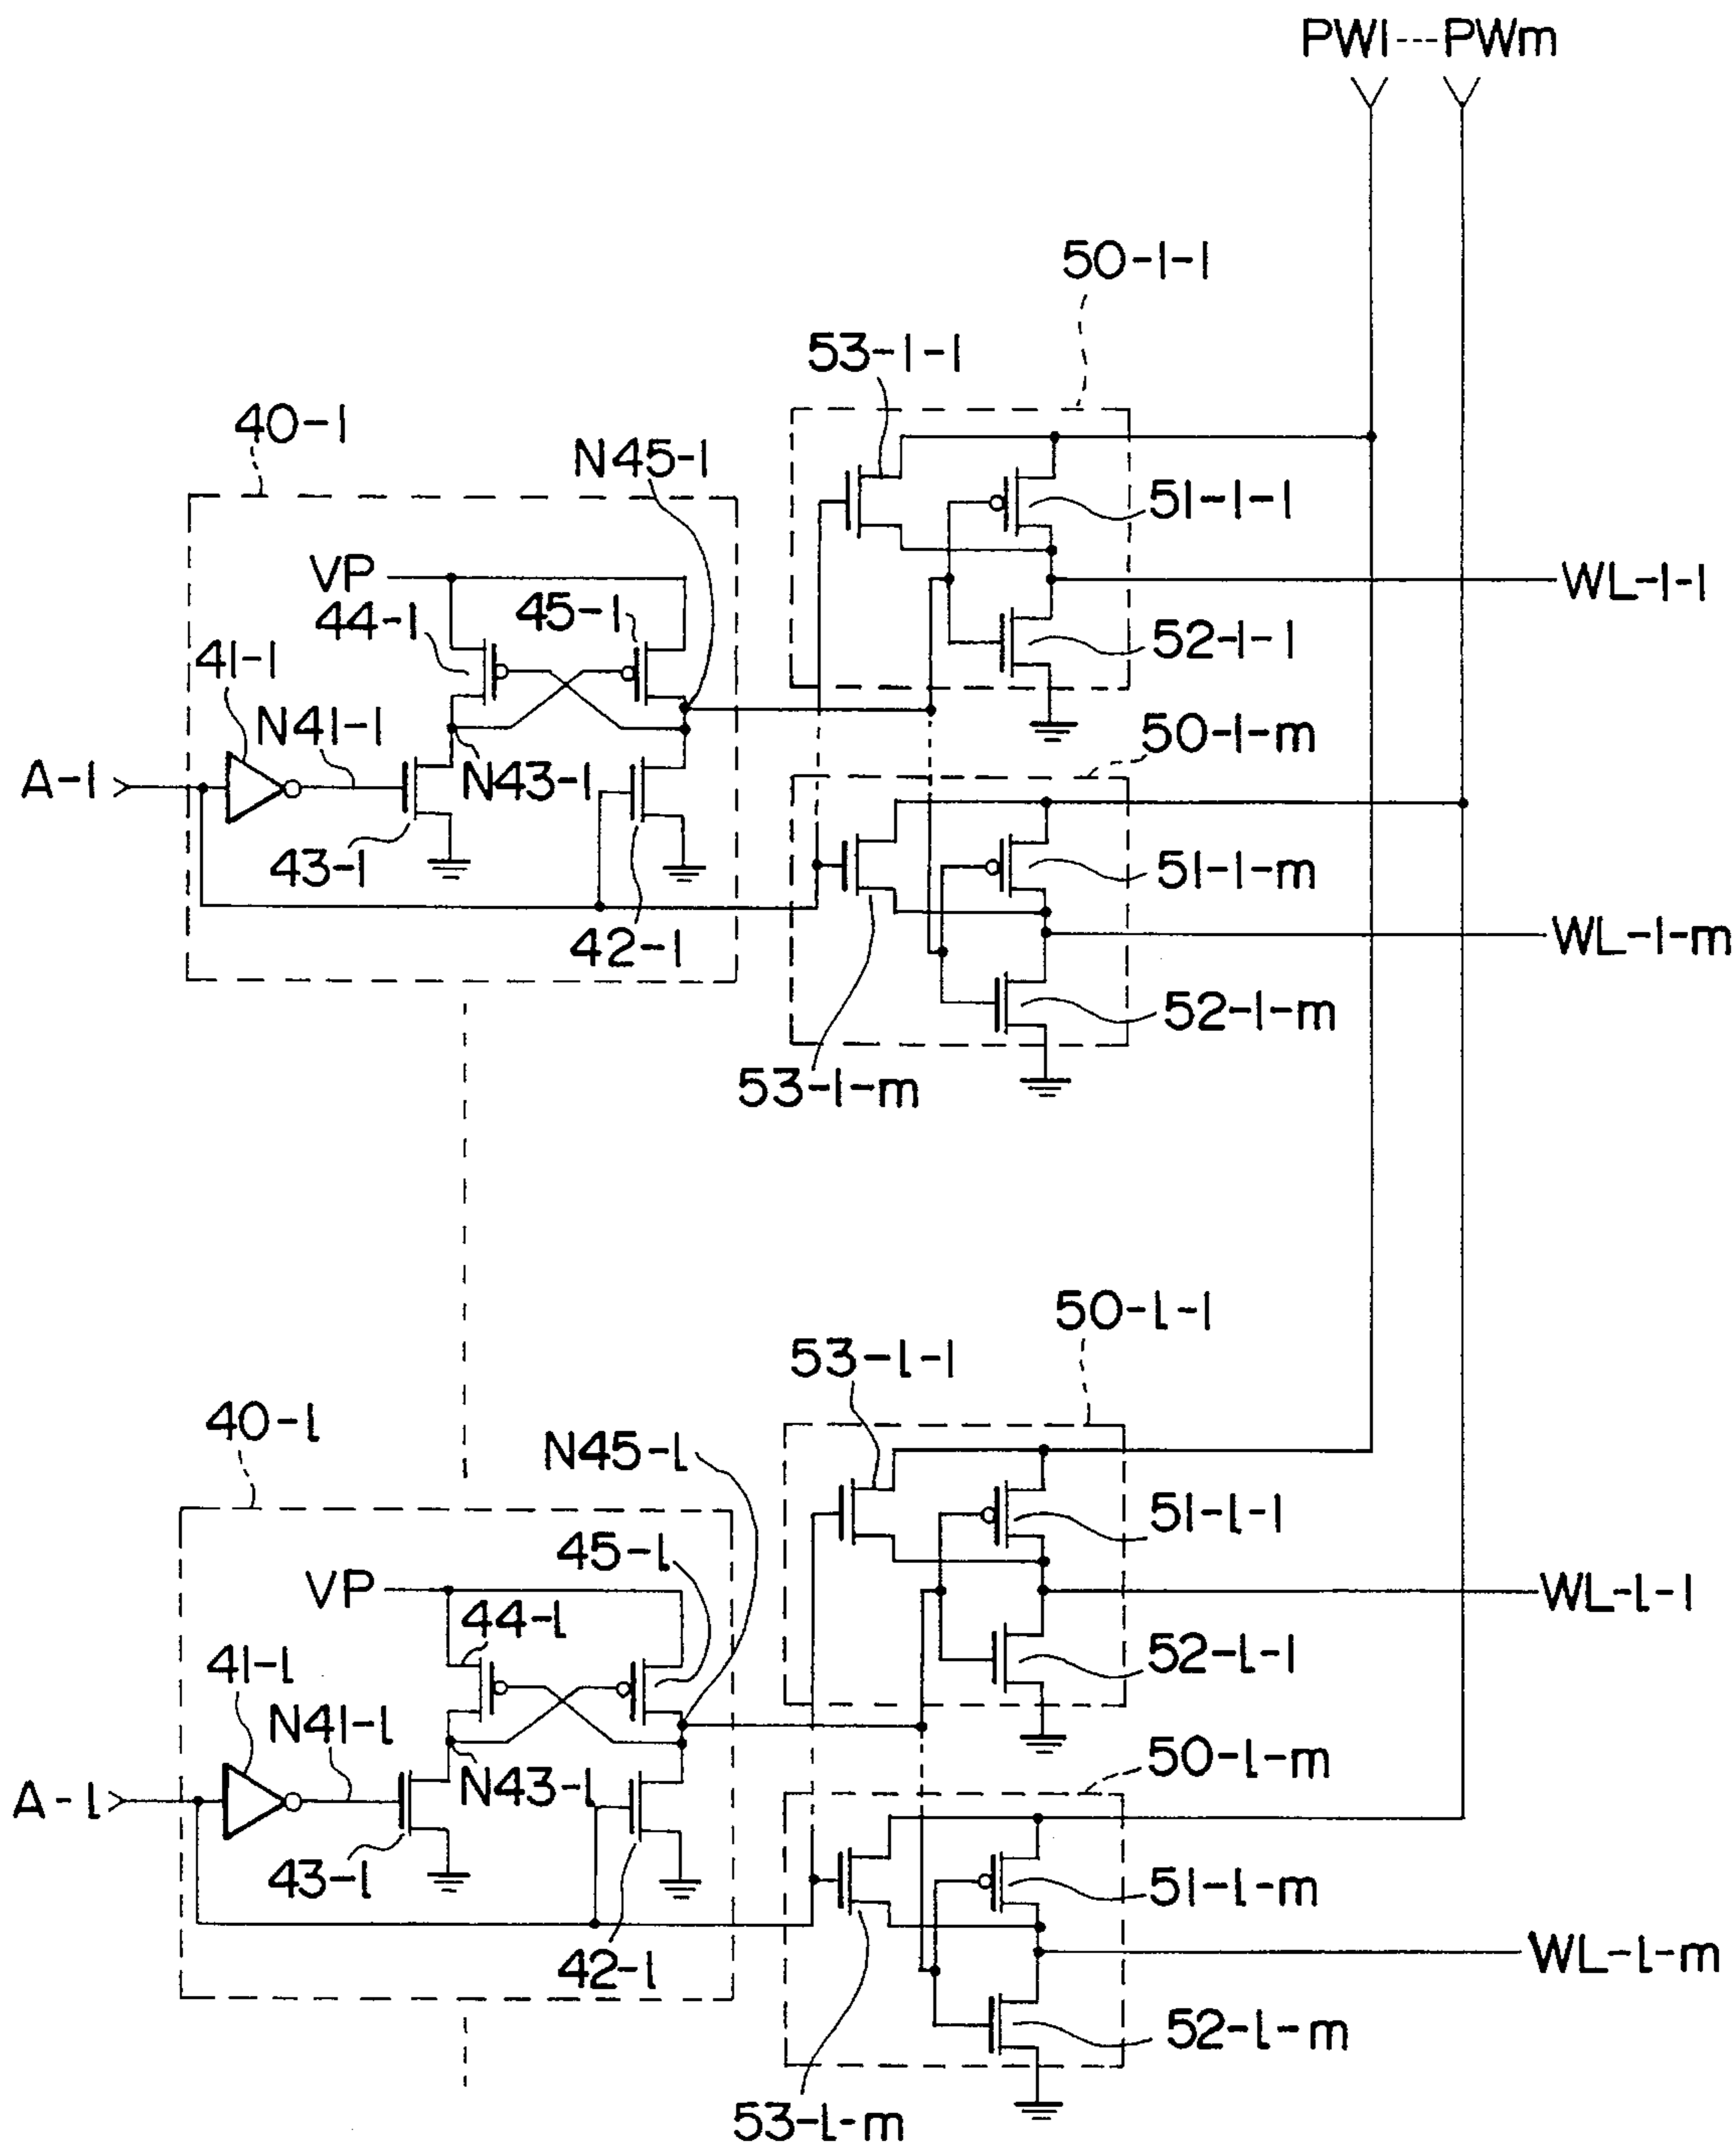 PW1---PWm
50-1-1
53-1-1
40-1
N45-1
51-1-1
VP
WL-1-1
44-1
45-1
52-1-1
41-1
N41-1
50-1-m
A-1
N43-1
43-1
51-1-m
42-1
WL-1-m
52-1-m
53-1-m
50-l-1
53-l-1
40-l
N45-l
51-l-1
45-l
VP
WL-l-1
44-l
52-l-1
41-l
N41-l
50-l-m
A-l
N43-l
43-l
51-l-m
42-l
WL-l-m
52-l-m
53-l-m